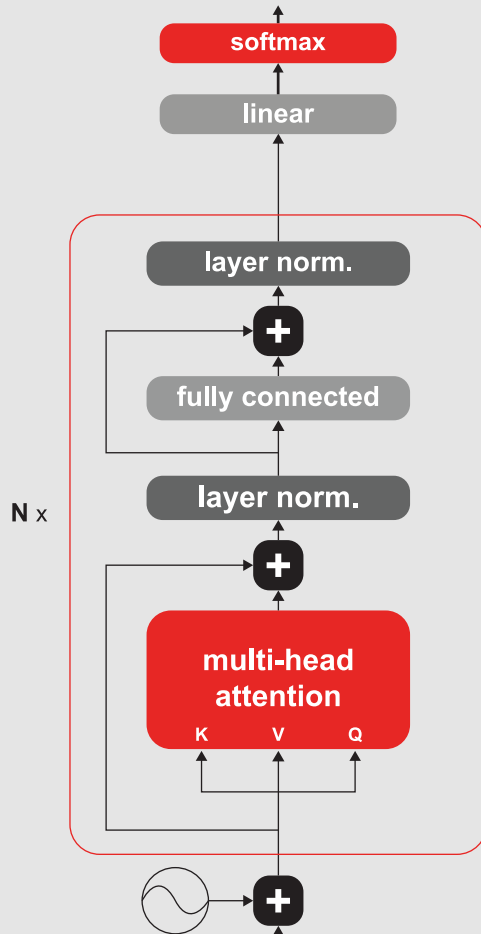 softmax
linear
layer norm.
+
fully connected
layer norm.
N x
+
multi-head
attention
K V Q
+